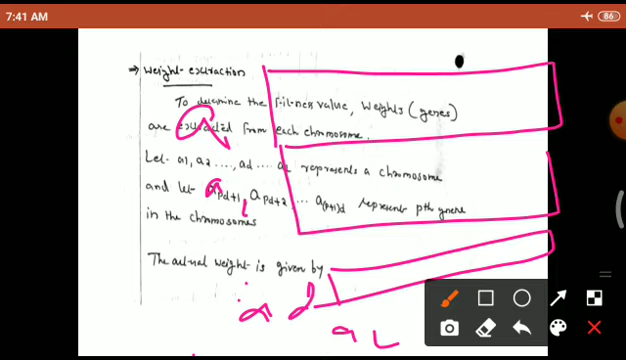 7:41 AM
86
→ weight extraction
To determine the fitness value, weights (genes)
are extracted from each chromosome.
Let a1, a2 ...., ad .... aL represents a chromosome
and let apd+1, apd+2 ... a(p+1)d represent pth gene
in the chromosomes
The actual weight is given by
a d
a L